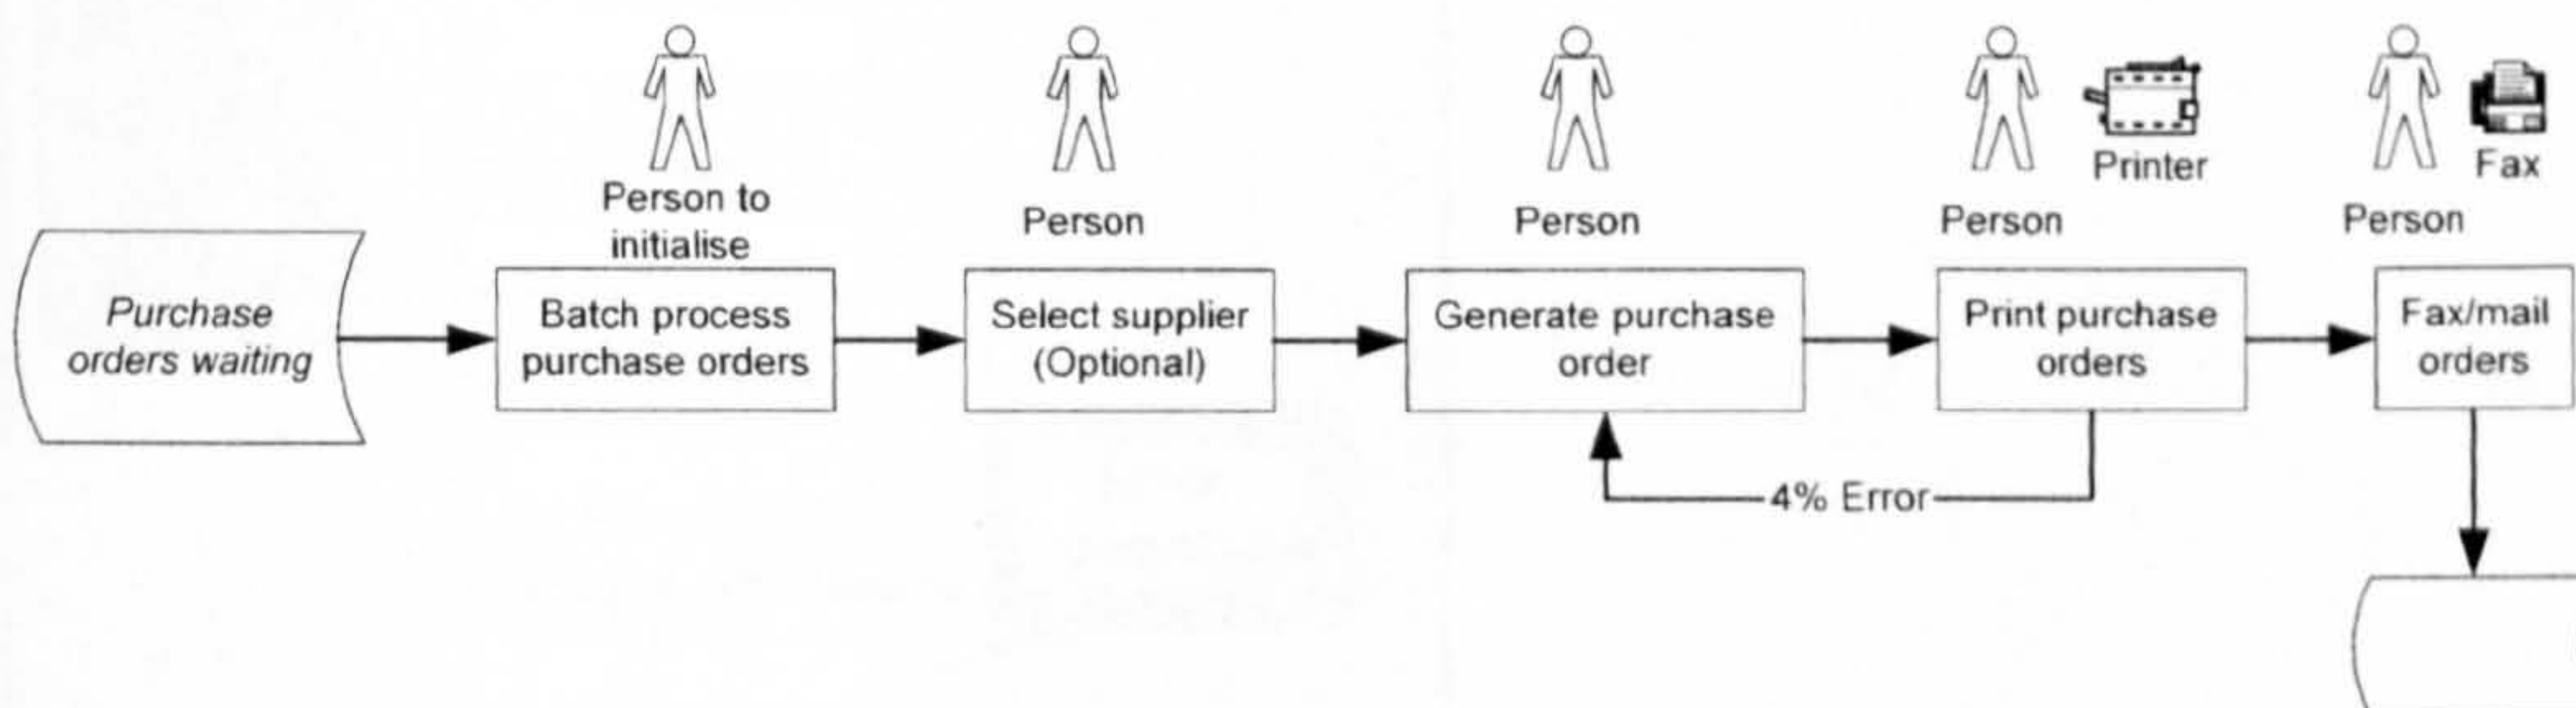 Person to
initialise
Person
Person
Printer
Person
Fax
Person
Purchase
orders waiting
Batch process
purchase orders
Select supplier
(Optional)
Generate purchase
order
Print purchase
orders
Fax/mail
orders
4% Error